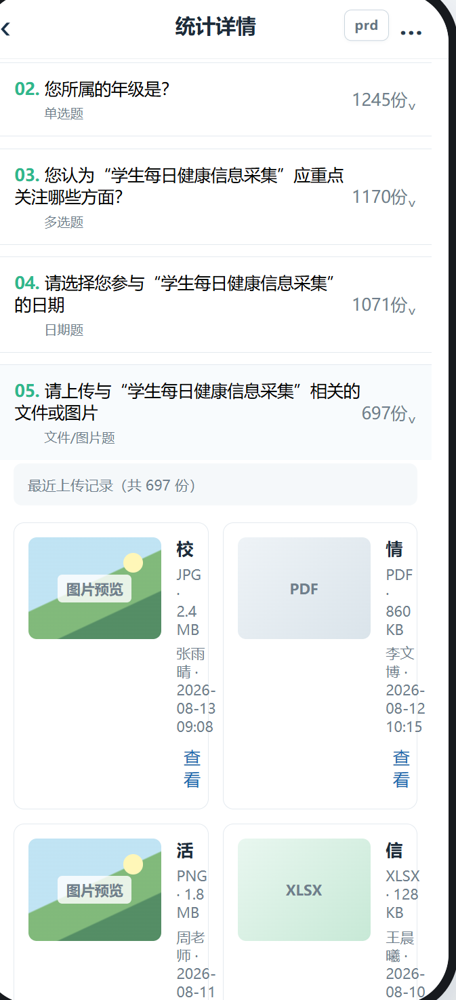 ‹ 统计详情 prd ...
02. 您所属的年级是?
单选题
1245份˅
03. 您认为“学生每日健康信息采集”应重点
关注哪些方面?
多选题
1170份˅
04. 请选择您参与“学生每日健康信息采集”
的日期
日期题
1071份˅
05. 请上传与“学生每日健康信息采集”相关的
文件或图片
文件/图片题
697份˅
最近上传记录（共 697 份）
图片预览
校
JPG
·
2.4
MB
张雨
晴 ·
2026-
08-13
09:08
查
看
PDF
情
PDF
·
860
KB
李文
博 ·
2026-
08-12
10:15
查
看
图片预览
活
PNG
· 1.8
MB
周老
师 ·
2026-
08-11
XLSX
信
XLSX
· 128
KB
王晨
曦 ·
2026-
08-10